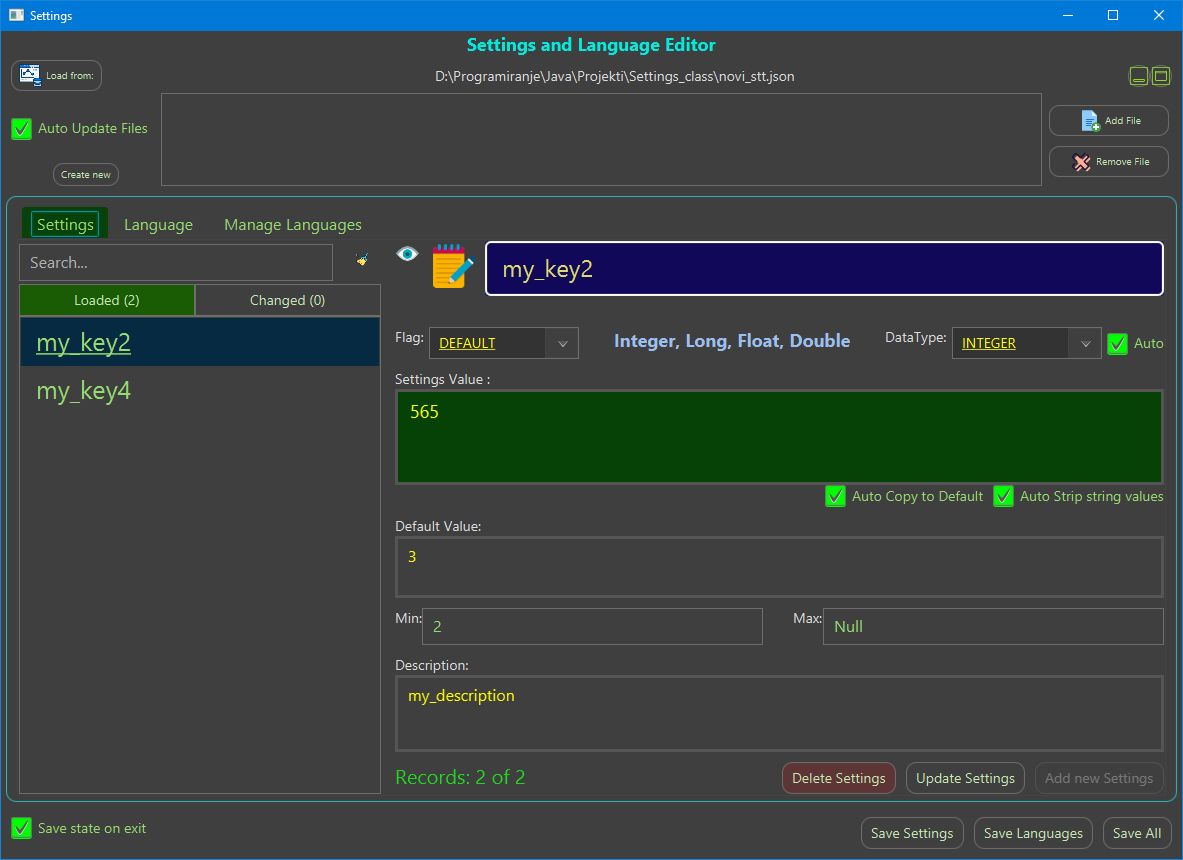 Settings
Settings and Language Editor
Load from:
D:\Programiranje\Java\Projekti\Settings_class\novi_stt.json
Auto Update Files
Add File
Create new
Remove File
Settings Language Manage Languages
Search...
my_key2
Loaded (2) Changed (0)
my_key2
my_key4
Flag: DEFAULT Integer, Long, Float, Double DataType: INTEGER Auto
Settings Value :
565
Auto Copy to Default Auto Strip string values
Default Value:
3
Min: 2 Max: Null
Description:
my_description
Records: 2 of 2 Delete Settings Update Settings Add new Settings
Save state on exit Save Settings Save Languages Save All